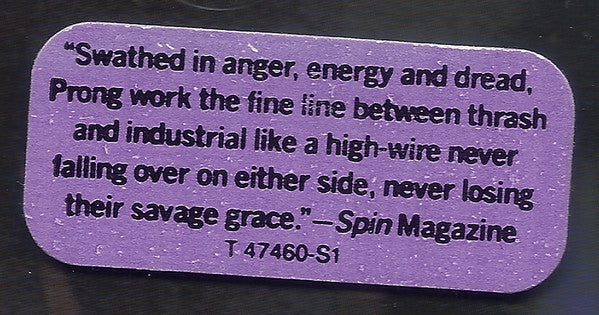 "Swathed in anger, energy and dread,
Prong work the fine line between thrash
and industrial like a high-wire never
falling over on either side, never losing
their savage grace."—Spin Magazine
T 47460-S1